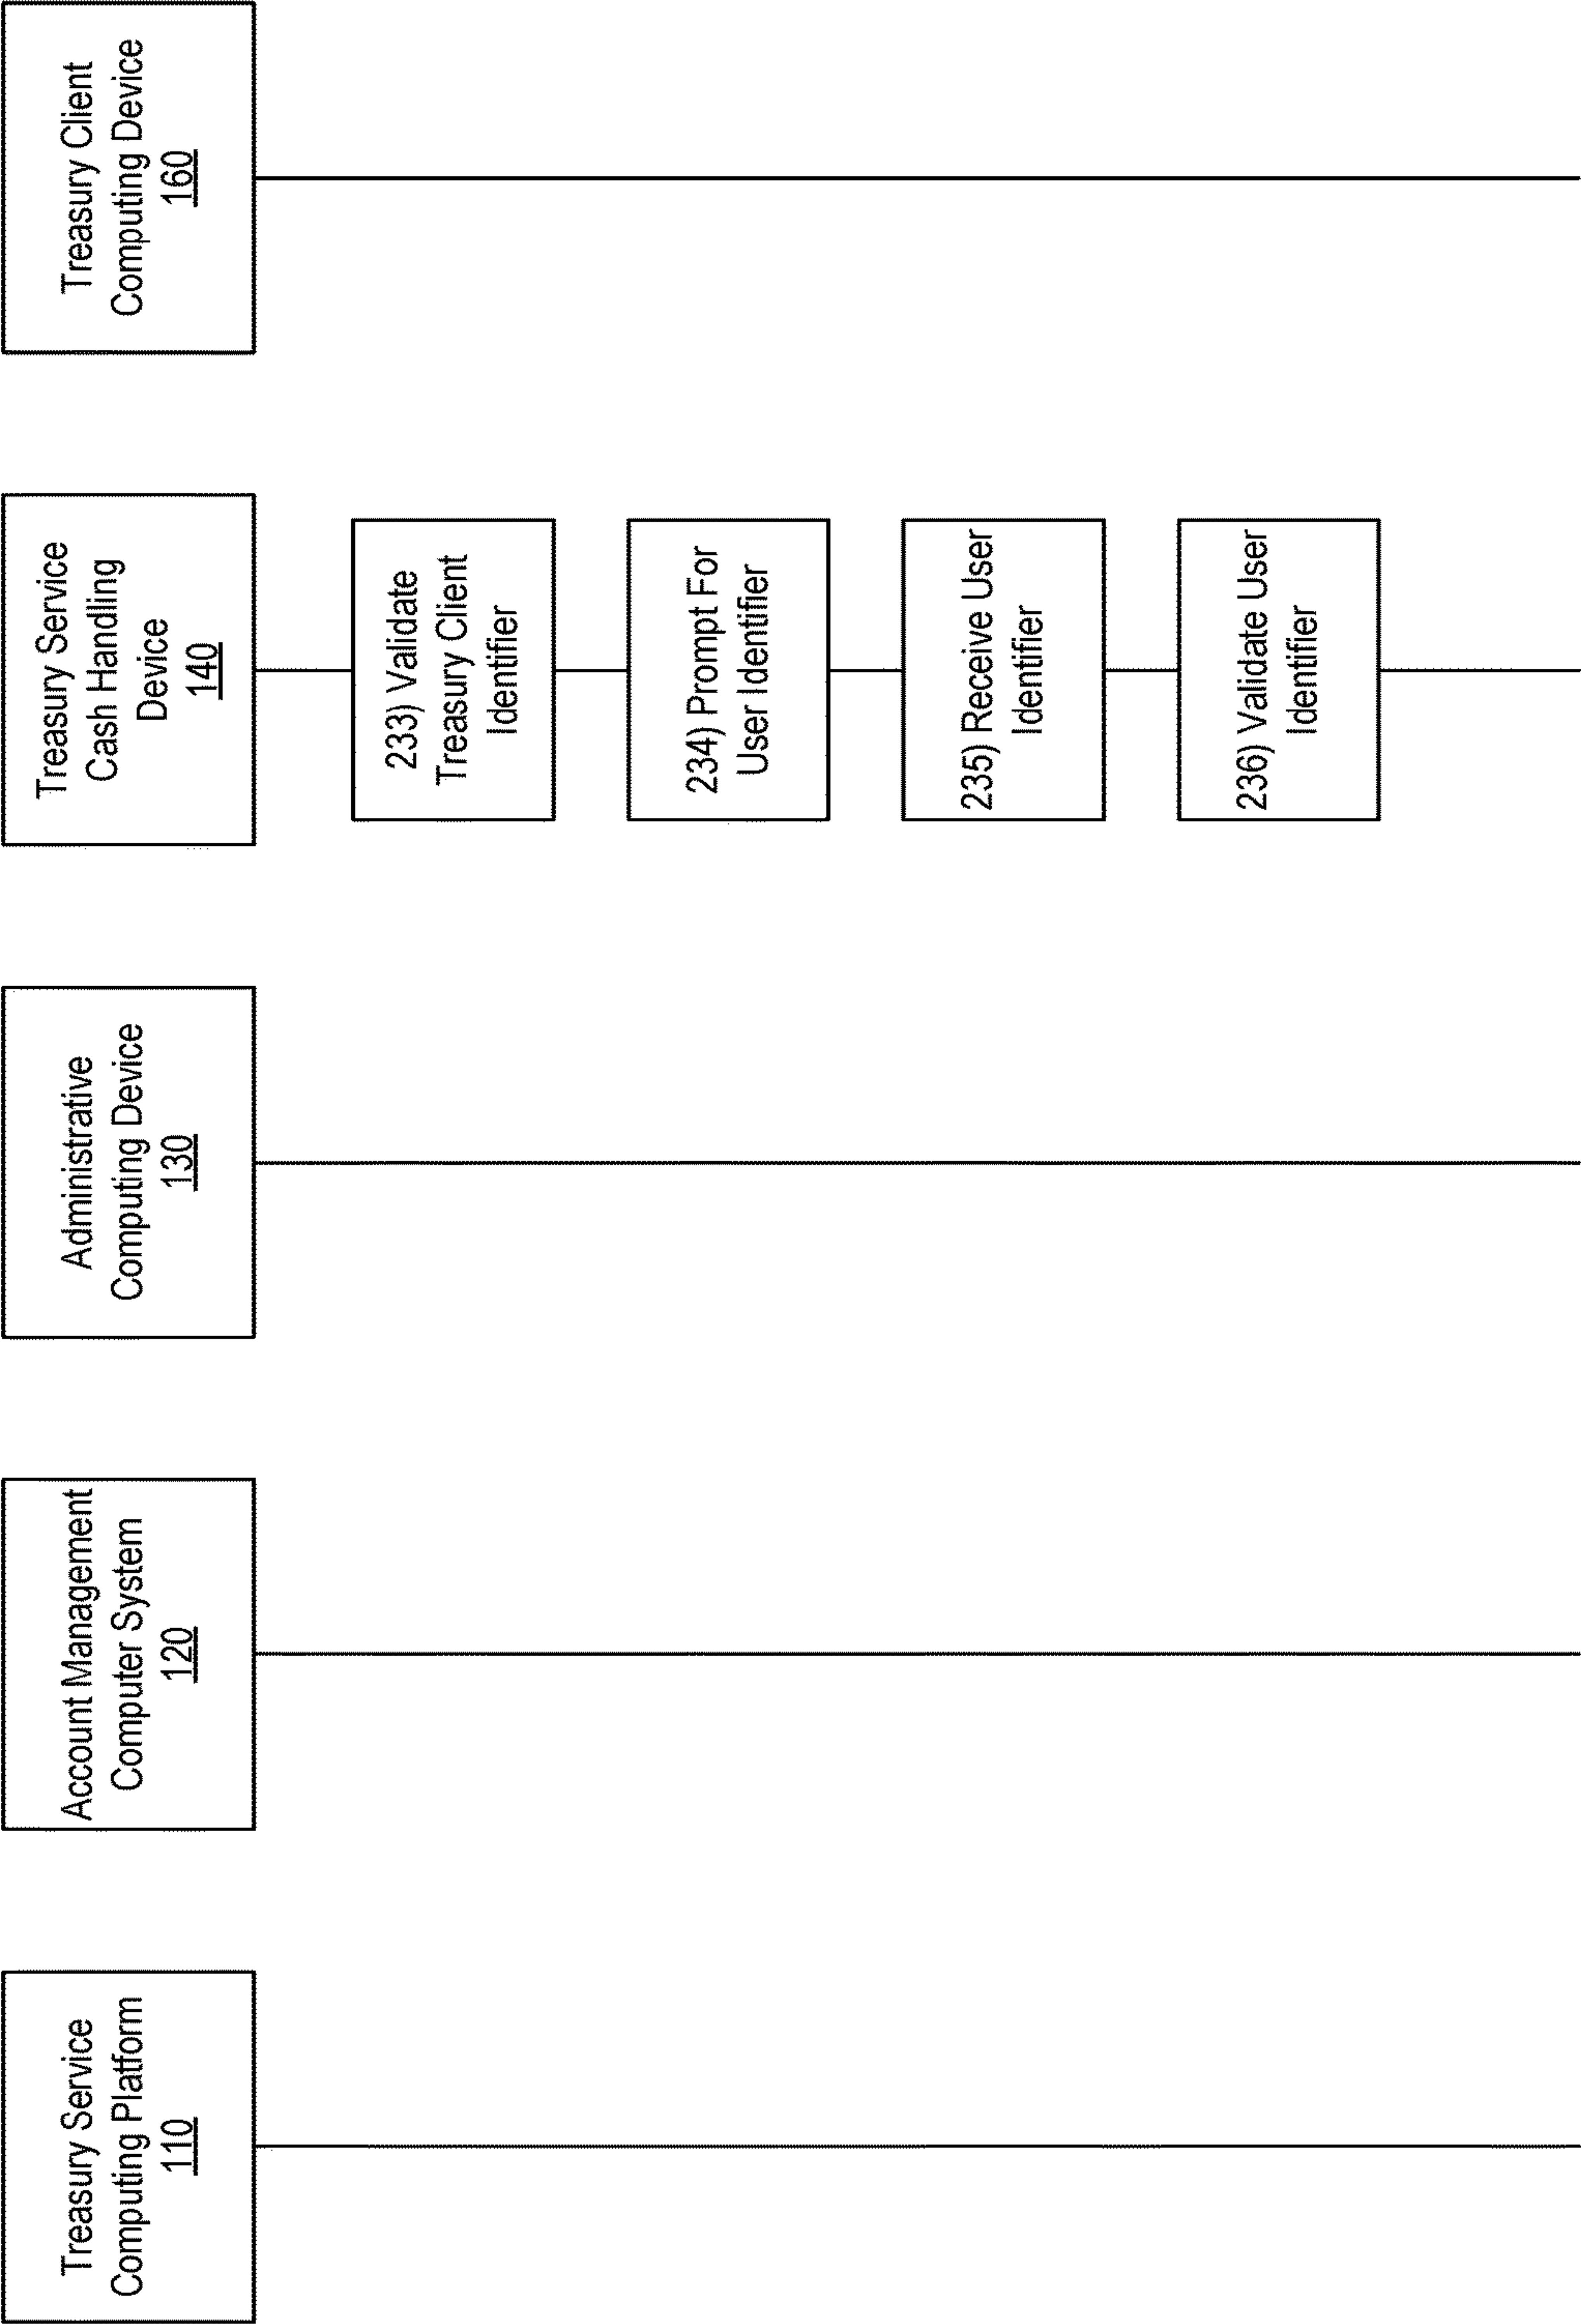 Treasury Service
Computing Platform
110
Account Management
Computer System
120
Administrative
Computing Device
130
Treasury Service
Cash Handling
Device
140
Treasury Client
Computing Device
160
233) Validate
Treasury Client
Identifier
234) Prompt For
User Identifier
235) Receive User
Identifier
236) Validate User
Identifier